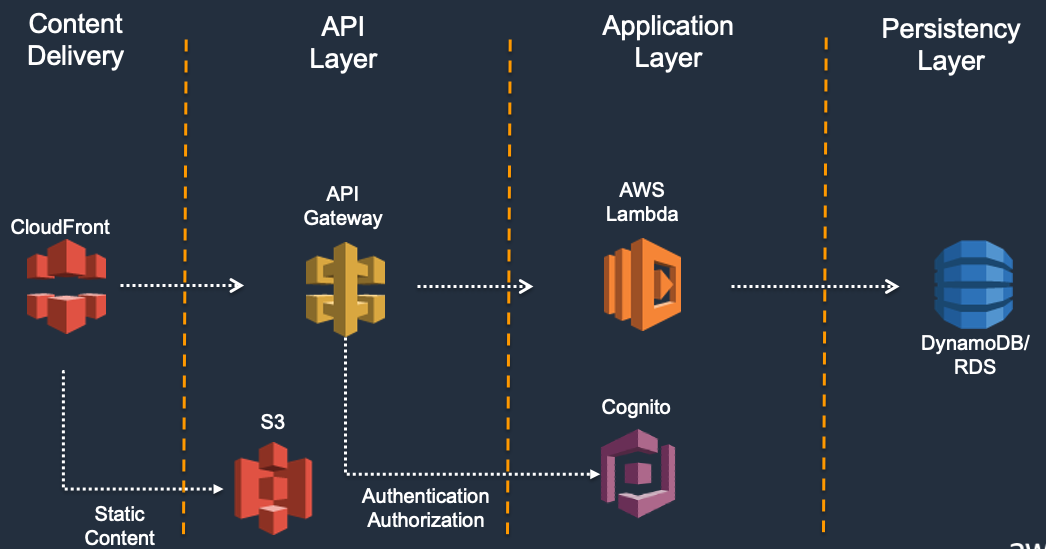 Content
Delivery
API
Layer
Application
Layer
Persistency
Layer
CloudFront
API
Gateway
AWS
Lambda
DynamoDB/
RDS
S3
Cognito
Static
Content
Authentication
Authorization